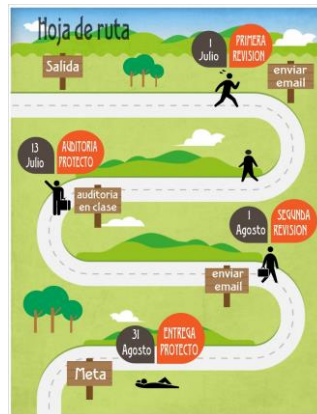 Hoja de ruta
Salida
1
Julio
PRIMERA
REVISION
enviar
email
13
Julio
AUDITORIA
PROYECTO
auditoria
en clase
1
Agosto
SEGUNDA
REVISION
enviar
email
31
Agosto
ENTREGA
PROTECTO
Meta